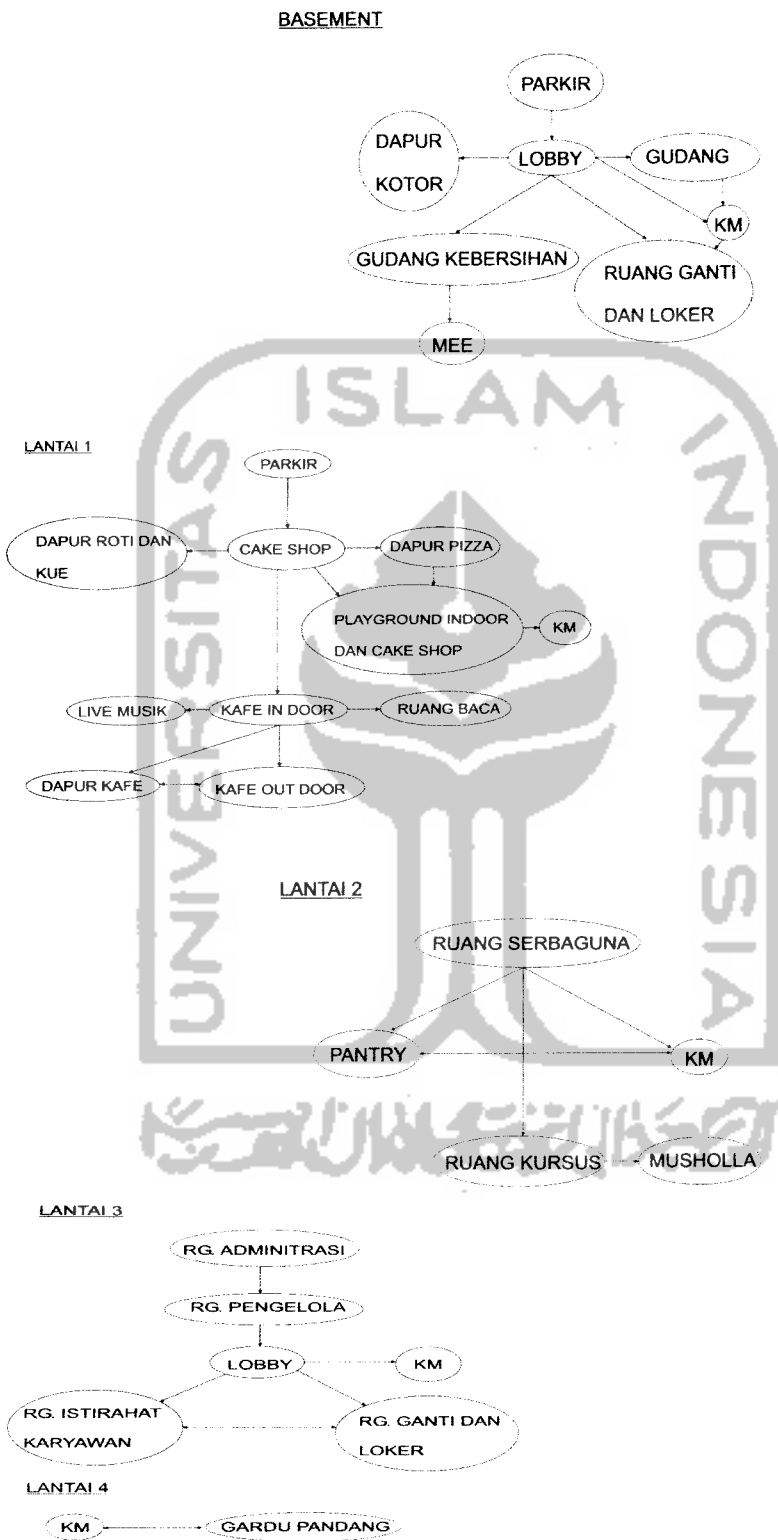 BASEMENT
PARKIR
DAPUR
KOTOR
LOBBY
GUDANG
KM
GUDANG KEBERSIHAN
RUANG GANTI
DAN LOKER
MEE
ISLAM
UNIVERSITAS
INDONESIA
LANTAI 1
PARKIR
DAPUR ROTI DAN
KUE
CAKE SHOP
DAPUR PIZZA
PLAYGROUND INDOOR
DAN CAKE SHOP
KM
LIVE MUSIK
KAFE IN DOOR
RUANG BACA
DAPUR KAFE
KAFE OUT DOOR
LANTAI 2
RUANG SERBAGUNA
PANTRY
KM
RUANG KURSUS
MUSHOLLA
LANTAI 3
RG. ADMINITRASI
RG. PENGELOLA
LOBBY
KM
RG. ISTIRAHAT
KARYAWAN
RG. GANTI DAN
LOKER
LANTAI 4
KM
GARDU PANDANG